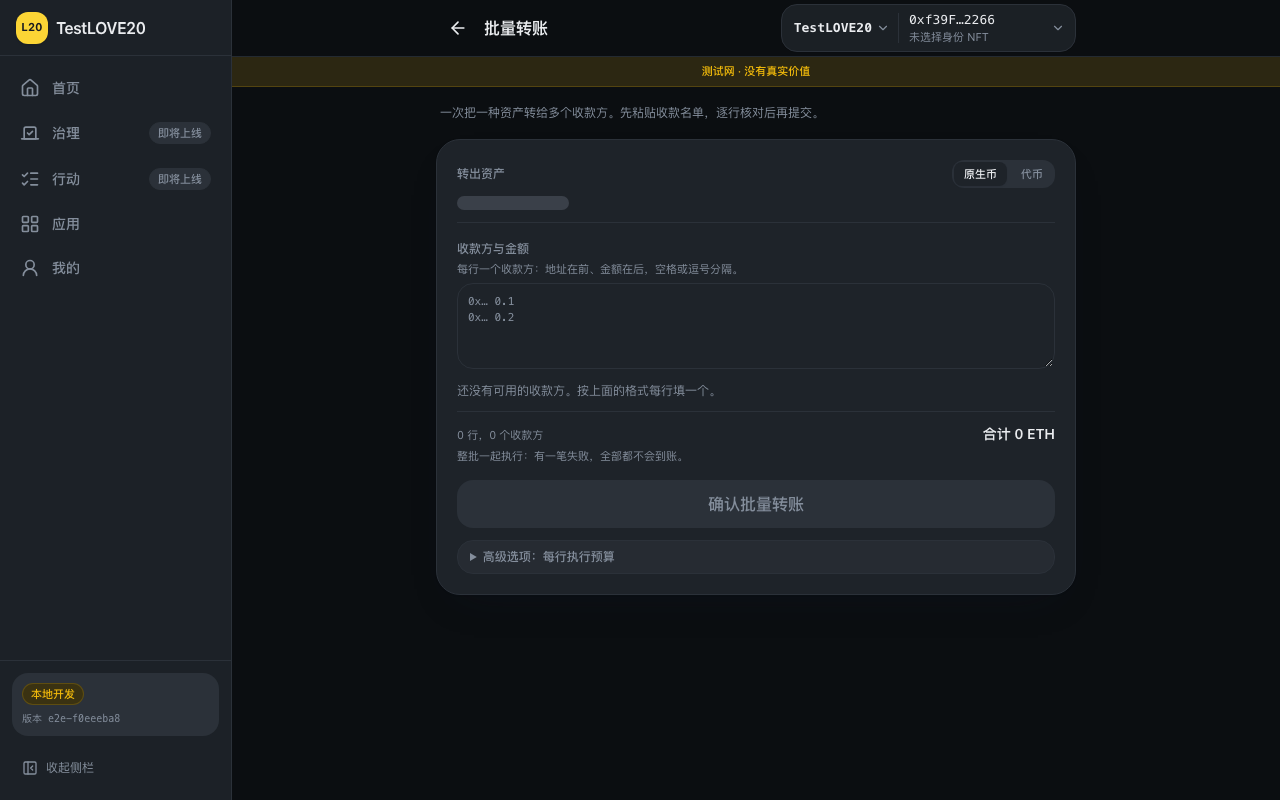 L20 TestLOVE20
首页
治理 即将上线
行动 即将上线
应用
我的
本地开发
版本 e2e-f0eeeba8
收起侧栏
批量转账
TestLOVE20
0xf39F…2266
未选择身份 NFT
测试网 · 没有真实价值
一次把一种资产转给多个收款方。先粘贴收款名单，逐行核对后再提交。
转出资产 原生币 代币
收款方与金额
每行一个收款方：地址在前、金额在后，空格或逗号分隔。
0x… 0.1
0x… 0.2
还没有可用的收款方。按上面的格式每行填一个。
0 行，0 个收款方 合计 0 ETH
整批一起执行：有一笔失败，全部都不会到账。
确认批量转账
高级选项：每行执行预算